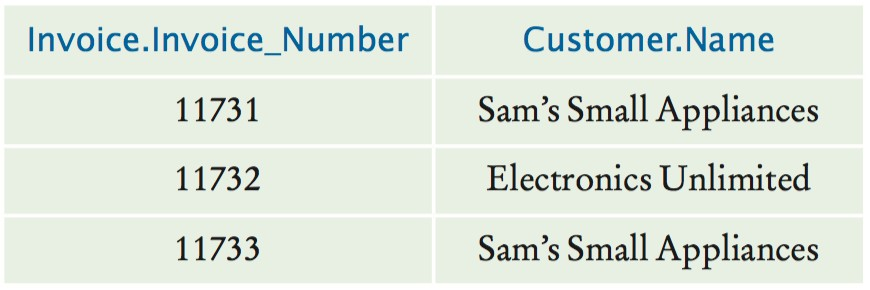 Invoice.Invoice_Number Customer.Name
11731 Sam’s Small Appliances
11732 Electronics Unlimited
11733 Sam’s Small Appliances